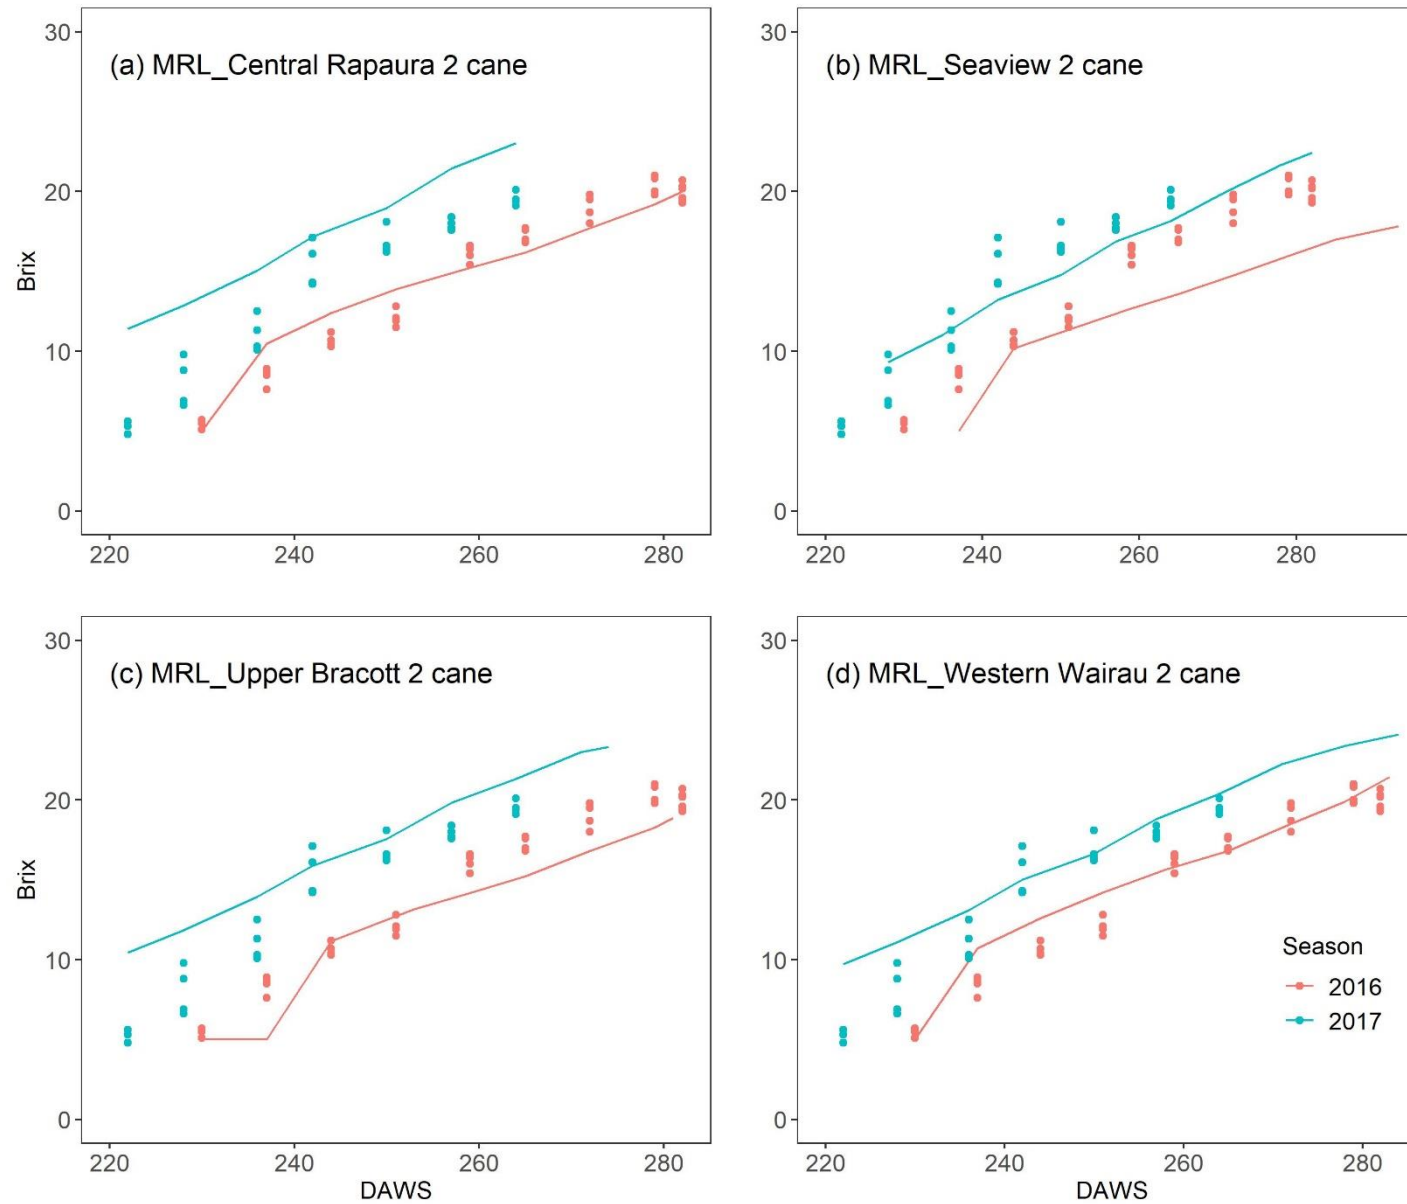 (a) MRL_Central Rapaura 2 cane
Brix
30
20
10
0
220 240 260 280
(b) MRL_Seaview 2 cane
30
20
10
0
220 240 260 280
(c) MRL_Upper Bracott 2 cane
Brix
30
20
10
0
220 240 260 280
DAWS
(d) MRL_Western Wairau 2 cane
30
20
10
0
Season
2016
2017
220 240 260 280
DAWS